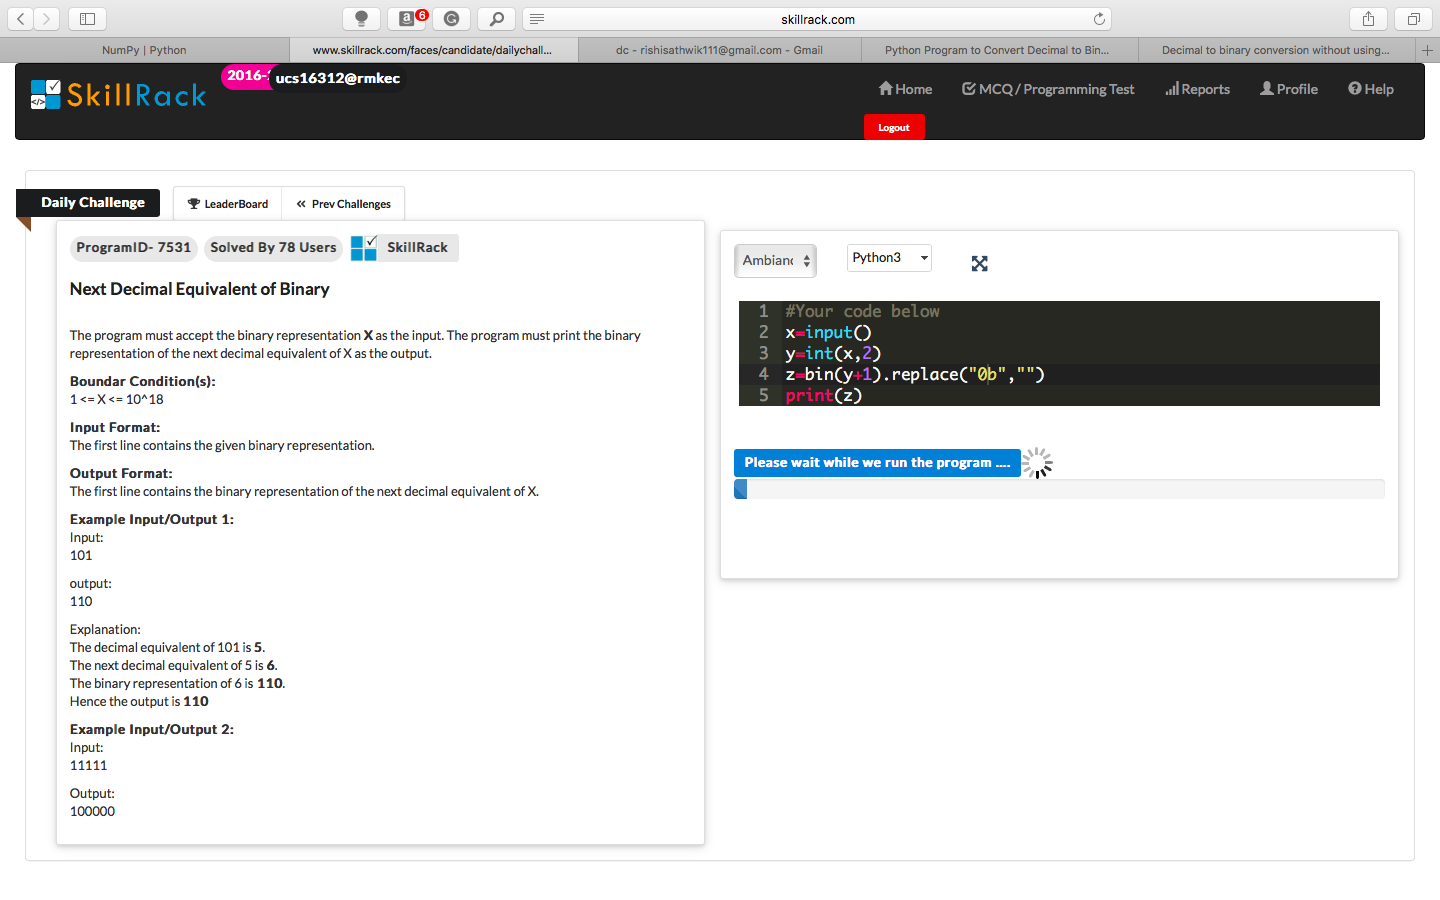 skillrack.com
6
NumPy | Python
www.skillrack.com/faces/candidate/dailychall...
dc - rishisathwik111@gmail.com - Gmail
Python Program to Convert Decimal to Bin...
Decimal to binary conversion without using...
SkillRack
2016-
ucs16312@rmkec
Home
MCQ / Programming Test
Reports
Profile
Help
Logout
Daily Challenge
LeaderBoard
Prev Challenges
ProgramID- 7531
Solved By 78 Users
SkillRack
Next Decimal Equivalent of Binary
The program must accept the binary representation X as the input. The program must print the binary
representation of the next decimal equivalent of X as the output.
Boundar Condition(s):
1 <= X <= 10^18
Input Format:
The first line contains the given binary representation.
Output Format:
The first line contains the binary representation of the next decimal equivalent of X.
Example Input/Output 1:
Input:
101
output:
110
Explanation:
The decimal equivalent of 101 is 5.
The next decimal equivalent of 5 is 6.
The binary representation of 6 is 110.
Hence the output is 110
Example Input/Output 2:
Input:
11111
Output:
100000
Ambianc
Python3
1 #Your code below
2 x=input()
3 y=int(x,2)
4 z=bin(y+1).replace("0b","")
5 print(z)
Please wait while we run the program ....